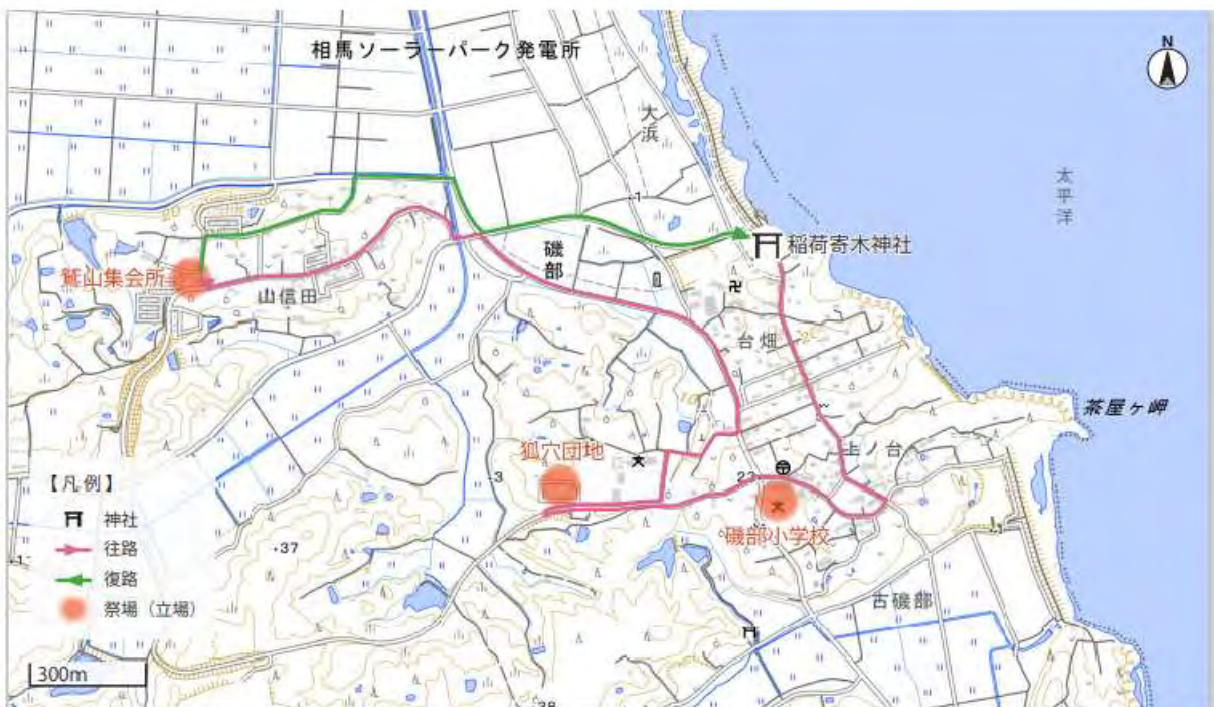 相馬ソーラーパーク発電所
N
大浜
太平洋
1
稲荷寄木神社
磯部
鷲山集会所
山信田
台畑
茶屋ヶ岬
狐穴団地
上ノ台
3
磯部小学校
【凡例】
神社
往路
復路
祭場（立場）
37
古磯部
300m
38